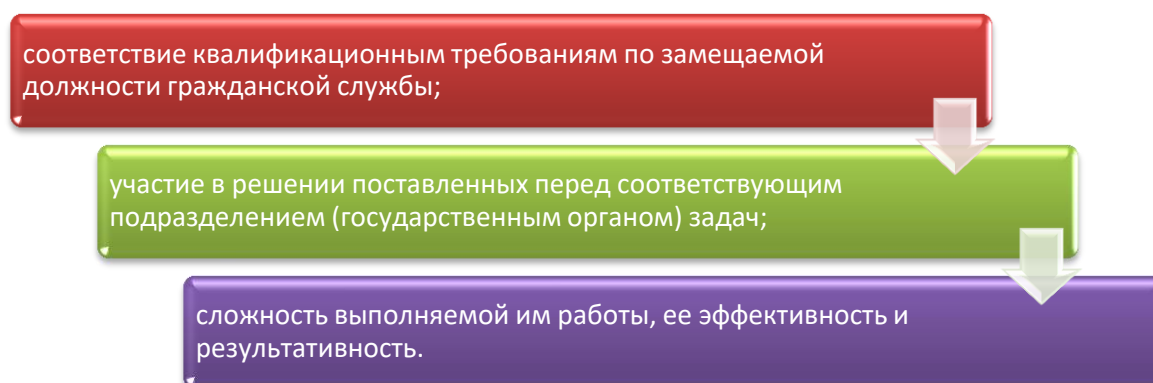 соответствие квалификационным требованиям по замещаемой
должности гражданской службы;
участие в решении поставленных перед соответствующим
подразделением (государственным органом) задач;
сложность выполняемой им работы, ее эффективность и
результативность.